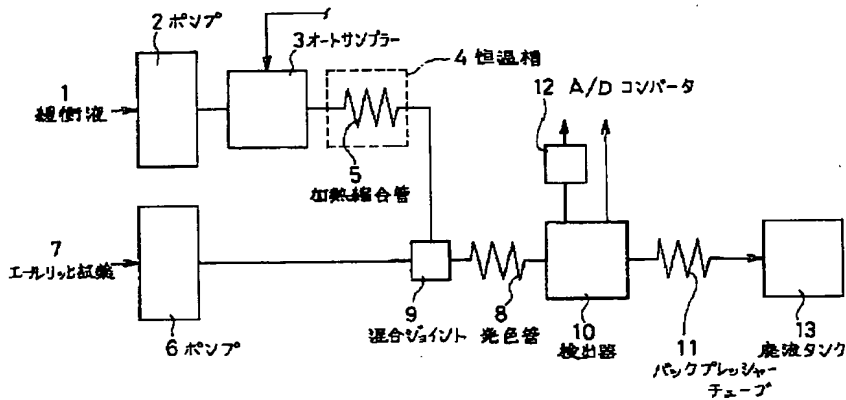 2 ポンプ
3 オートサンプラー
4 恒温相
12 A/D コンバータ
1
緩衝液
5
加熱縮合管
7
エールリッヒ試薬
9
混合ジョイント
8
発色管
10
検出器
11
バックプレッシャー
チューブ
13
廃液タンク
6 ポンプ